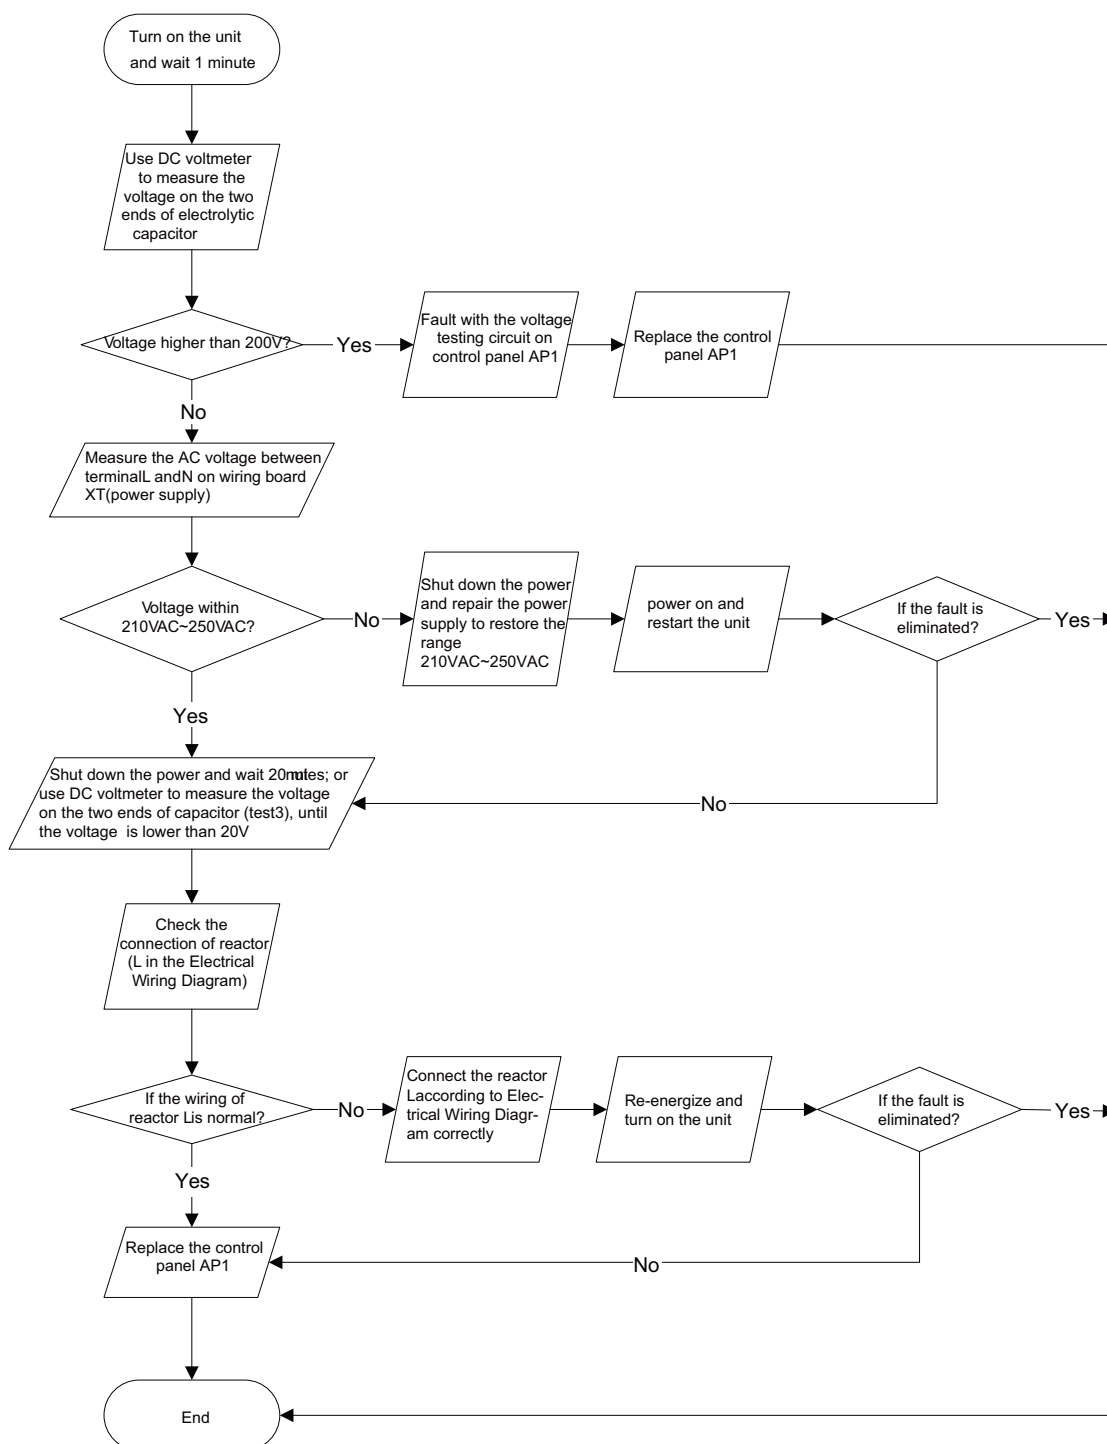 Turn on the unit
and wait 1 minute
Use DC voltmeter
to measure the
voltage on the two
ends of electrolytic
capacitor
Voltage higher than 200V?
Yes
Fault with the voltage
testing circuit on
control panel AP1
Replace the control
panel AP1
No
Measure the AC voltage between
terminalL andN on wiring board
XT(power supply)
Voltage within
210VAC~250VAC?
No
Shut down the power
and repair the power
supply to restore the
range
210VAC~250VAC
power on and
restart the unit
If the fault is
eliminated?
Yes
Yes
Shut down the power and wait 20 ; or
use DC voltmeter to measure the voltage
on the two ends of capacitor (test3), until
the voltage is lower than 20V
No
Check the
connection of reactor
(L in the Electrical
Wiring Diagram)
If the wiring of
reactor Lis normal?
No
Connect the reactor
Laccording to Elec-
trical Wiring Diagr-
am correctly
Re-energize and
turn on the unit
If the fault is
eliminated?
Yes
Yes
Replace the control
panel AP1
No
End